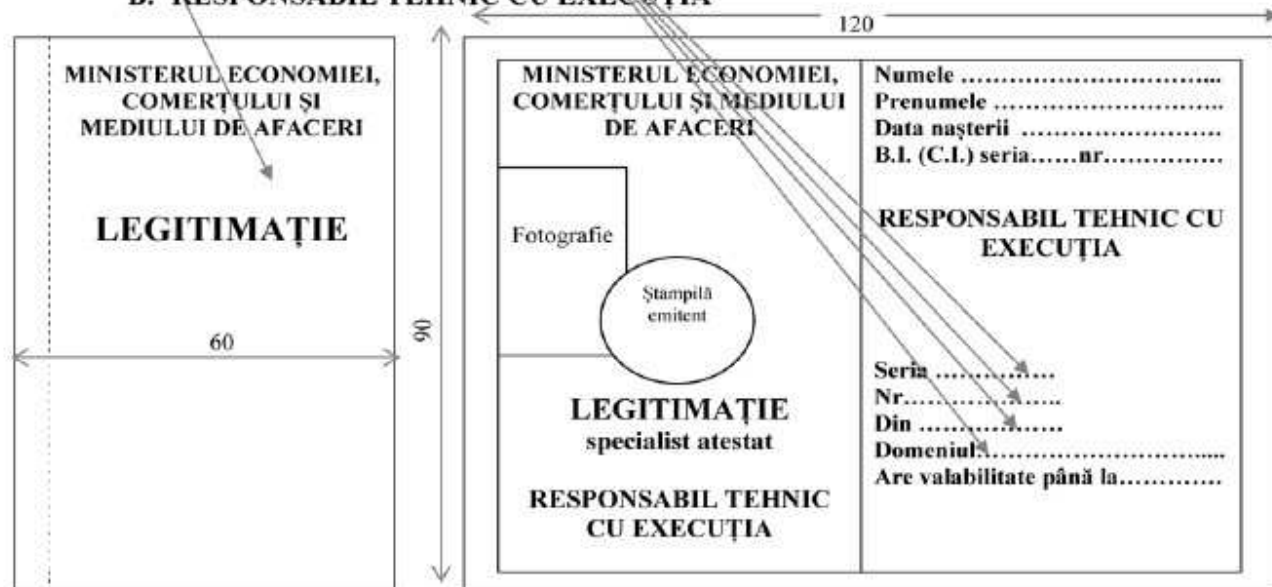 B. RESPONSABIL TEHNIC CU EXECUȚIA
120
MINISTERUL ECONOMIEI,
COMERȚULUI ȘI
MEDIULUI DE AFACERI
LEGITIMAȚIE
60
90
MINISTERUL ECONOMIEI,
COMERȚULUI ȘI MEDIULUI
DE AFACERI
Fotografie
Ștampilă
emitent
LEGITIMAȚIE
specialist atestat
RESPONSABIL TEHNIC
CU EXECUȚIA
Numele ……………………………...
Prenumele ……………………….
Data nașterii …………………….
B.I. (C.I.) seria……nr……………
RESPONSABIL TEHNIC CU
EXECUȚIA
Seria ……………
Nr………………..
Din ………………
Domeniul……………………….....
Are valabilitate până la………….